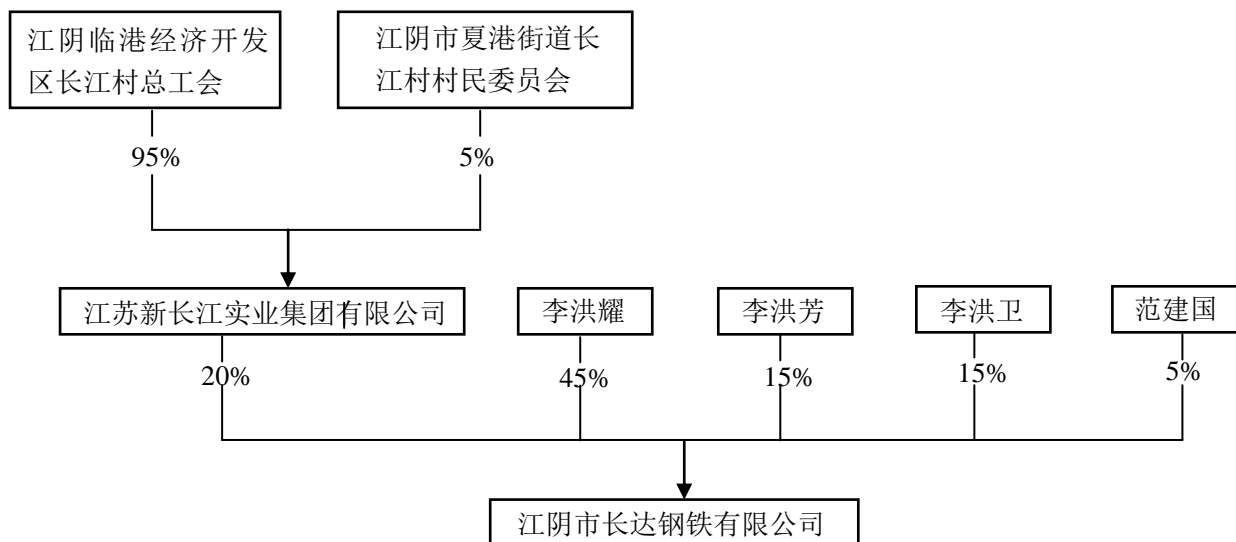 江阴临港经济开发
区长江村总工会
江阴市夏港街道长
江村村民委员会
95%
5%
江苏新长江实业集团有限公司
李洪耀
李洪芳
李洪卫
范建国
20%
45%
15%
15%
5%
江阴市长达钢铁有限公司